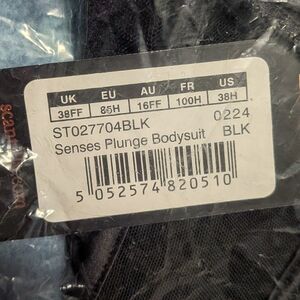 UK EU AU FR US
38FF 85H 16FF 100H 38H
ST027704BLK 0224
Senses Plunge Bodysuit BLK
5 052574 820510